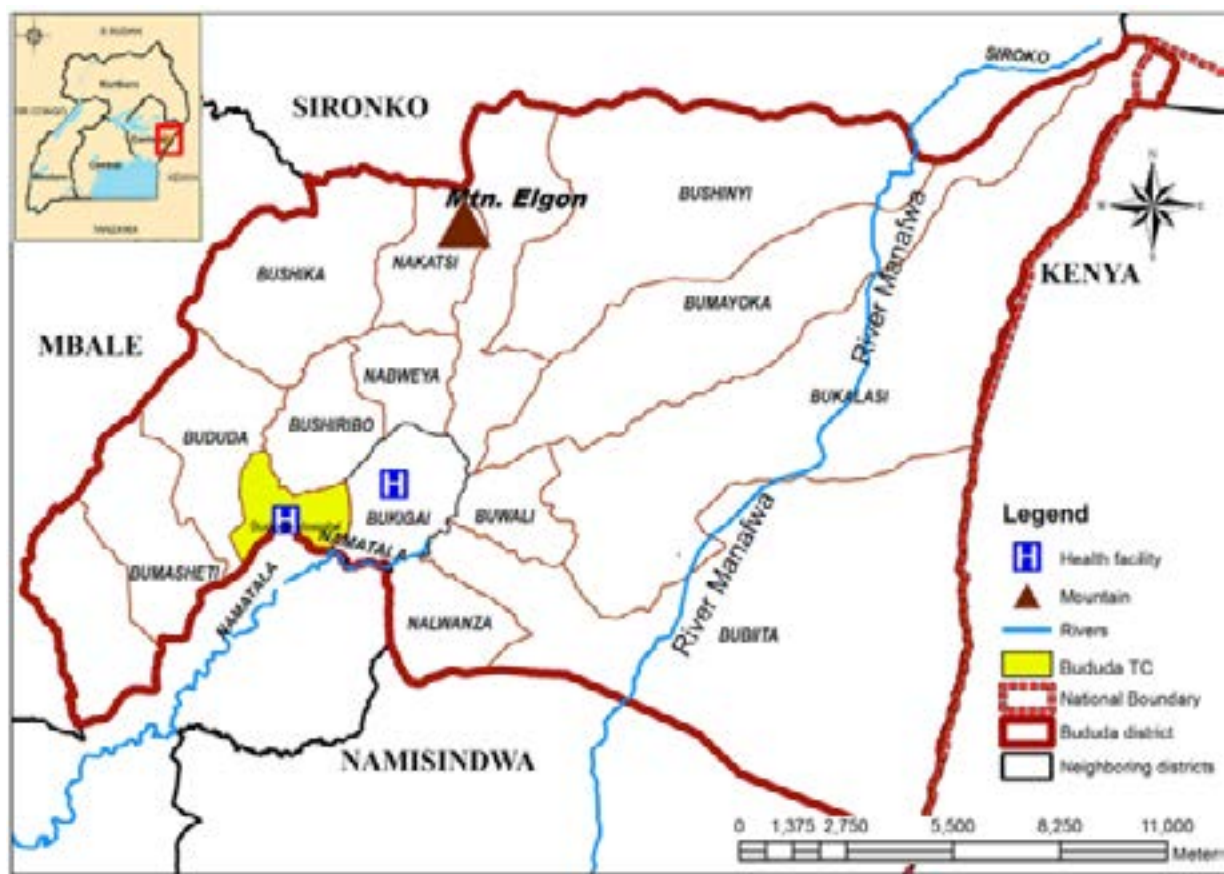 SIRONKO
SIROKO
Mtn. Elgon
BUSHINYI
NAKATSI
BUSHIKA
KENYA
BUMAYOKA
River Manafwa
MBALE
NABWEYA
BUKALASI
BUSHIRIBO
BUDUDA
BUKIGAI
BUWALI
NAMATALA
BUMASHETI
NAMATALA
River Manafwa
NALWANZA
BUBIITA
NAMISINDWA
N
Legend
H Health facility
Mountain
Rivers
Bududa TC
National Boundary
Bududa district
Neighboring districts
0 1,375 2,750 5,500 8,250 11,000
H
H